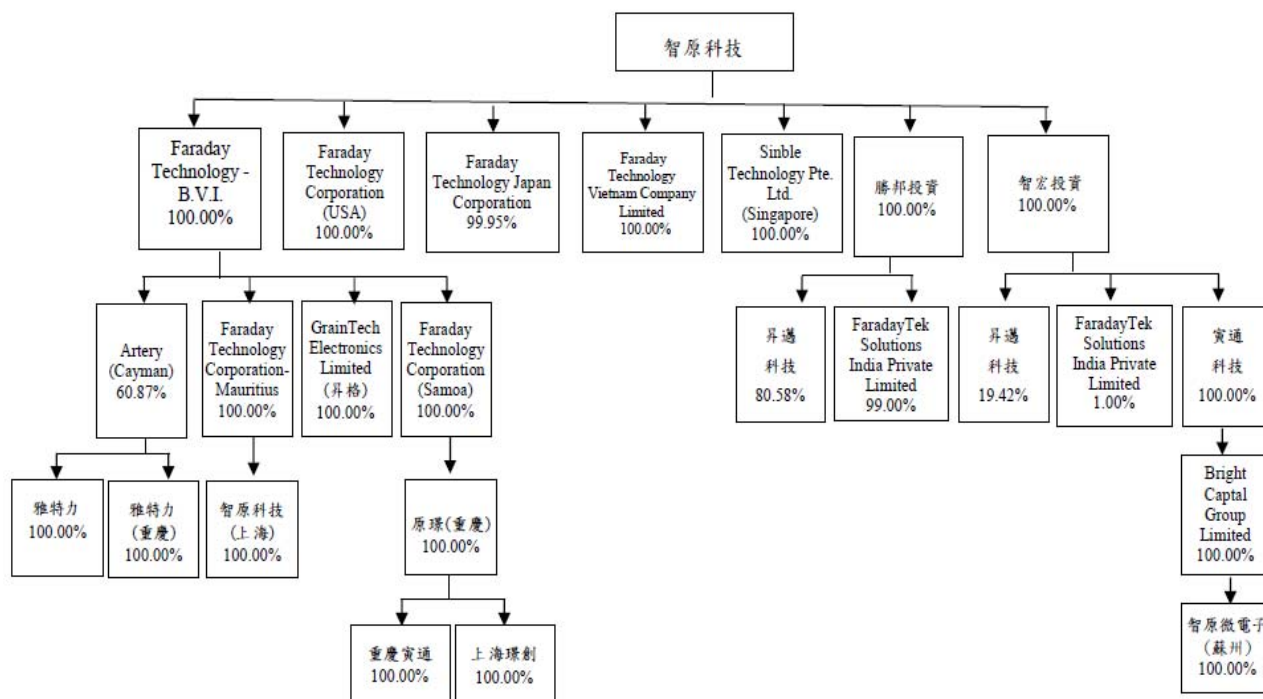 智原科技
Faraday
Technology -
B.V.I.
100.00%
Faraday
Technology
Corporation
(USA)
100.00%
Faraday
Technology Japan
Corporation
99.95%
Faraday
Technology
Vietnam Company
Limited
100.00%
Sinble
Technology Pte.
Ltd.
(Singapore)
100.00%
勝邦投資
100.00%
智宏投資
100.00%
Artery
(Cayman)
60.87%
Faraday
Technology
Corporation-
Mauritius
100.00%
GrainTech
Electronics
Limited
(昇格)
100.00%
Faraday
Technology
Corporation
(Samoa)
100.00%
昇邁
科技
80.58%
FaradayTek
Solutions
India Private
Limited
99.00%
昇邁
科技
19.42%
FaradayTek
Solutions
India Private
Limited
1.00%
寅通
科技
100.00%
雅特力
100.00%
雅特力
(重慶)
100.00%
智原科技
(上海)
100.00%
原璟(重慶)
100.00%
Bright
Captal
Group
Limited
100.00%
重慶寅通
100.00%
上海璟創
100.00%
智原微電子
(蘇州)
100.00%